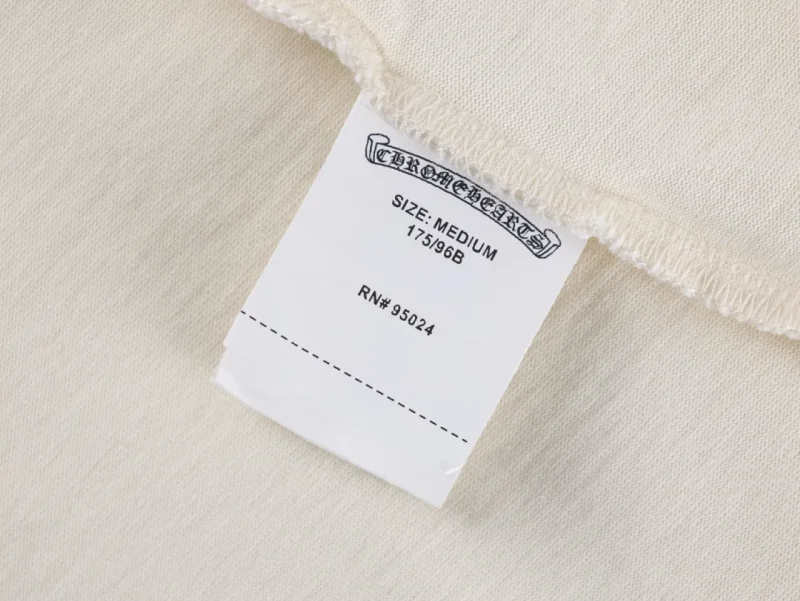 CHROME HEARTS
SIZE: MEDIUM
175/96B
RN# 95024